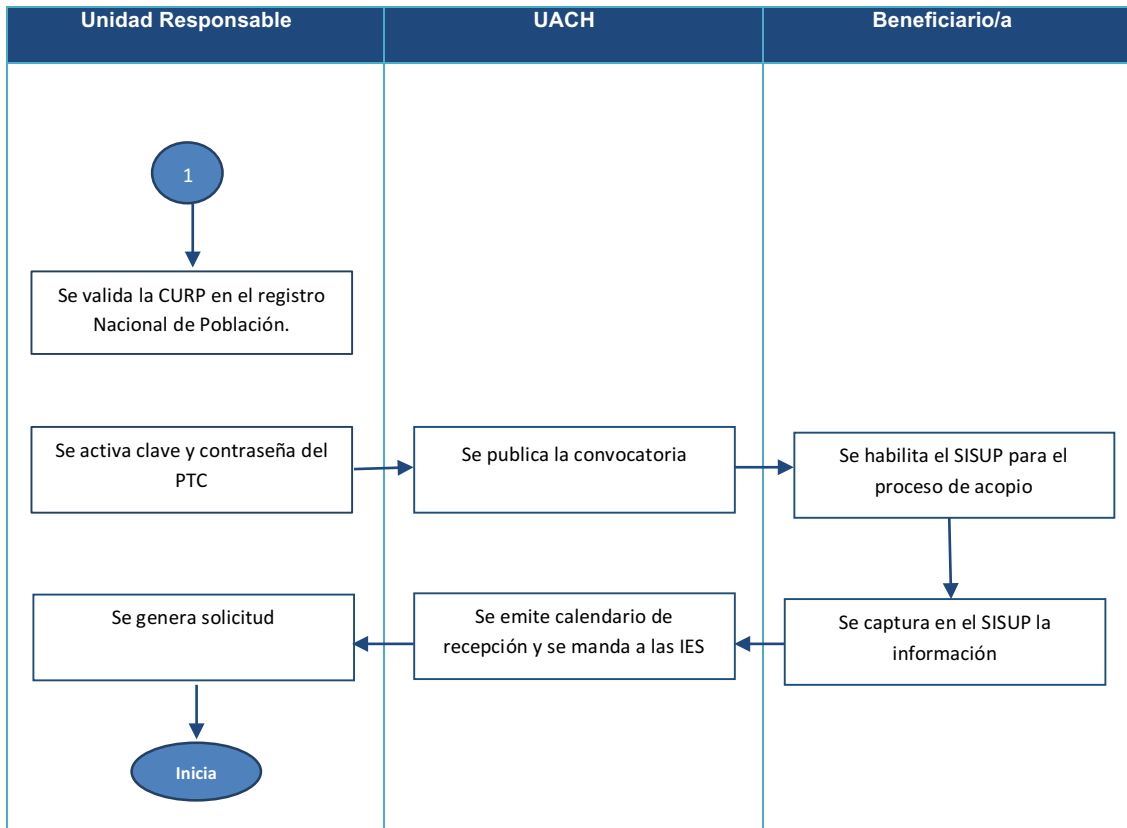 Unidad Responsable
UACH
Beneficiario/a
1
Se valida la CURP en el registro
Nacional de Población.
Se activa clave y contraseña del
PTC
Se publica la convocatoria
Se habilita el SISUP para el
proceso de acopio
Se genera solicitud
Se emite calendario de
recepción y se manda a las IES
Se captura en el SISUP la
información
Inicia